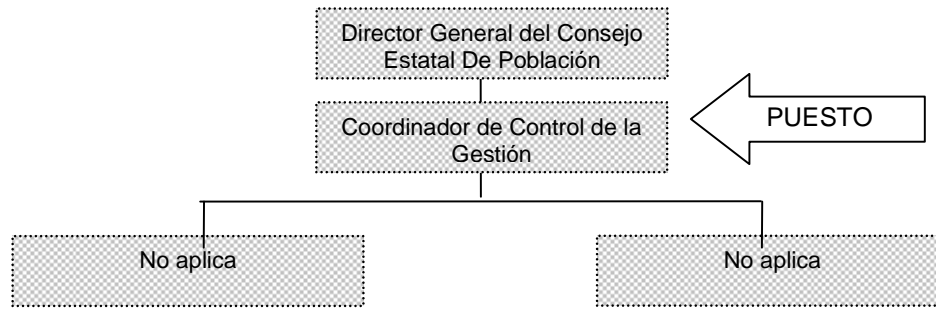 Director General del Consejo
Estatal De Población
Coordinador de Control de la
Gestión
PUESTO
No aplica
No aplica